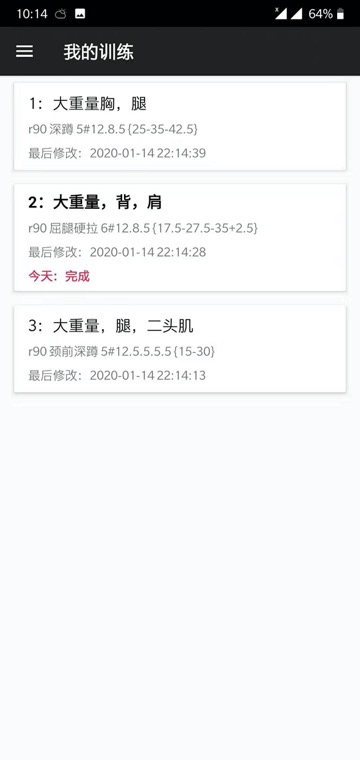 10:14
64%
我的训练
1：大重量胸，腿
r90 深蹲 5#12.8.5 {25-35-42.5}
最后修改：2020-01-14 22:14:39
2：大重量，背，肩
r90 屈腿硬拉 6#12.8.5 {17.5-27.5-35+2.5}
最后修改：2020-01-14 22:14:28
今天：完成
3：大重量，腿，二头肌
r90 颈前深蹲 5#12.5.5.5.5 {15-30}
最后修改：2020-01-14 22:14:13